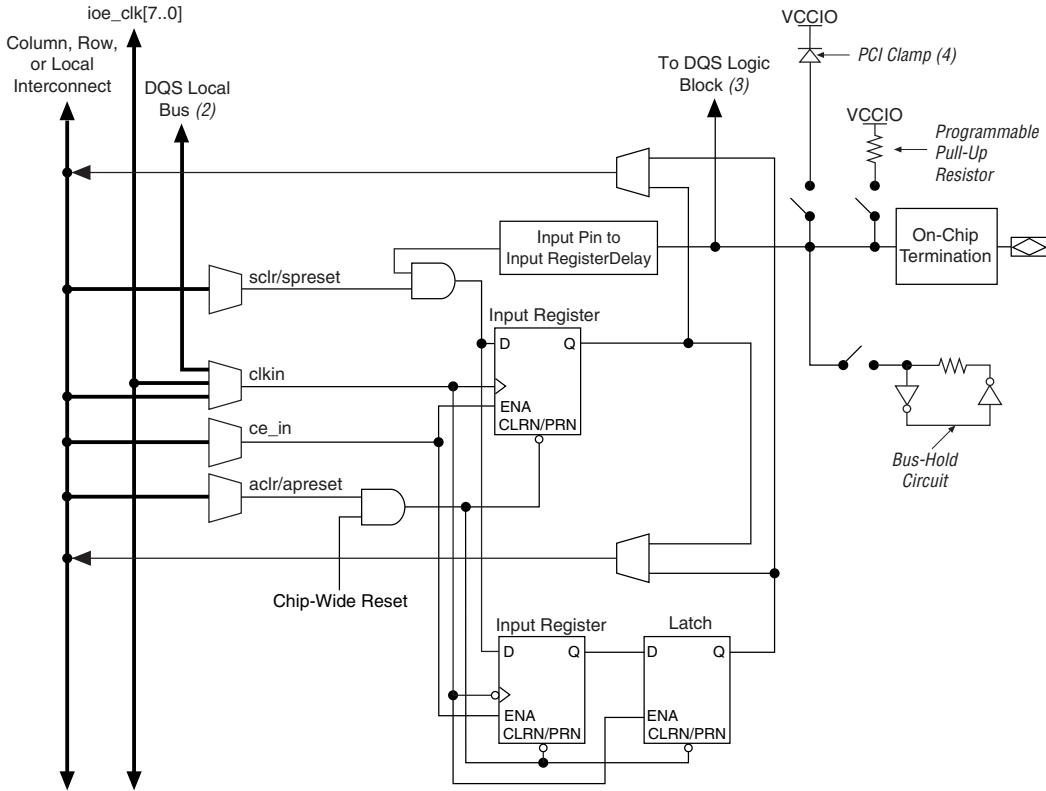 ioe_clk[7..0]
Column, Row,
or Local
Interconnect
DQS Local
Bus (2)
To DQS Logic
Block (3)
VCCIO
PCI Clamp (4)
VCCIO
Programmable
Pull-Up
Resistor
Input Pin to
Input RegisterDelay
On-Chip
Termination
sclr/spreset
Input Register
D Q
clkin
ENA
CLRN/PRN
ce_in
aclr/apreset
Bus-Hold
Circuit
Chip-Wide Reset
Input Register
D Q
ENA
CLRN/PRN
Latch
D Q
ENA
CLRN/PRN